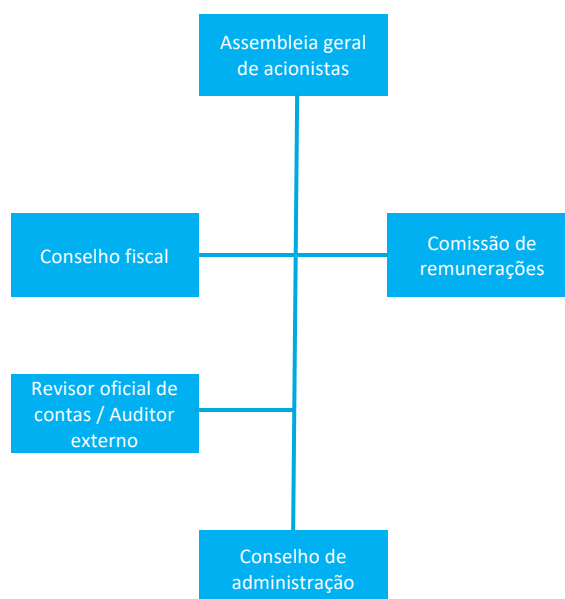 Assembleia geral
de acionistas
Conselho fiscal
Comissão de
remunerações
Revisor oficial de
contas / Auditor
externo
Conselho de
administração